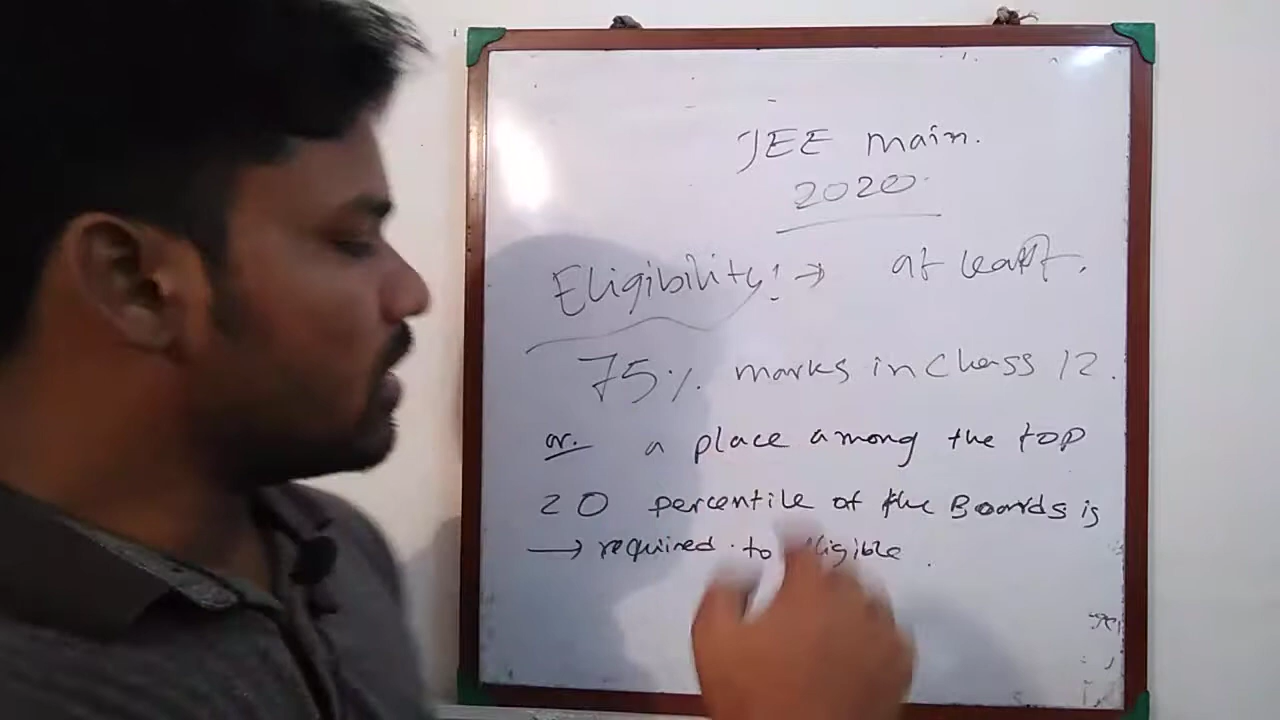 JEE main.
2020.
Eligibility:→ at least.
75% marks in Class 12.
or. a place among the top
20 percentile of the Boards is
→ required to eligible.